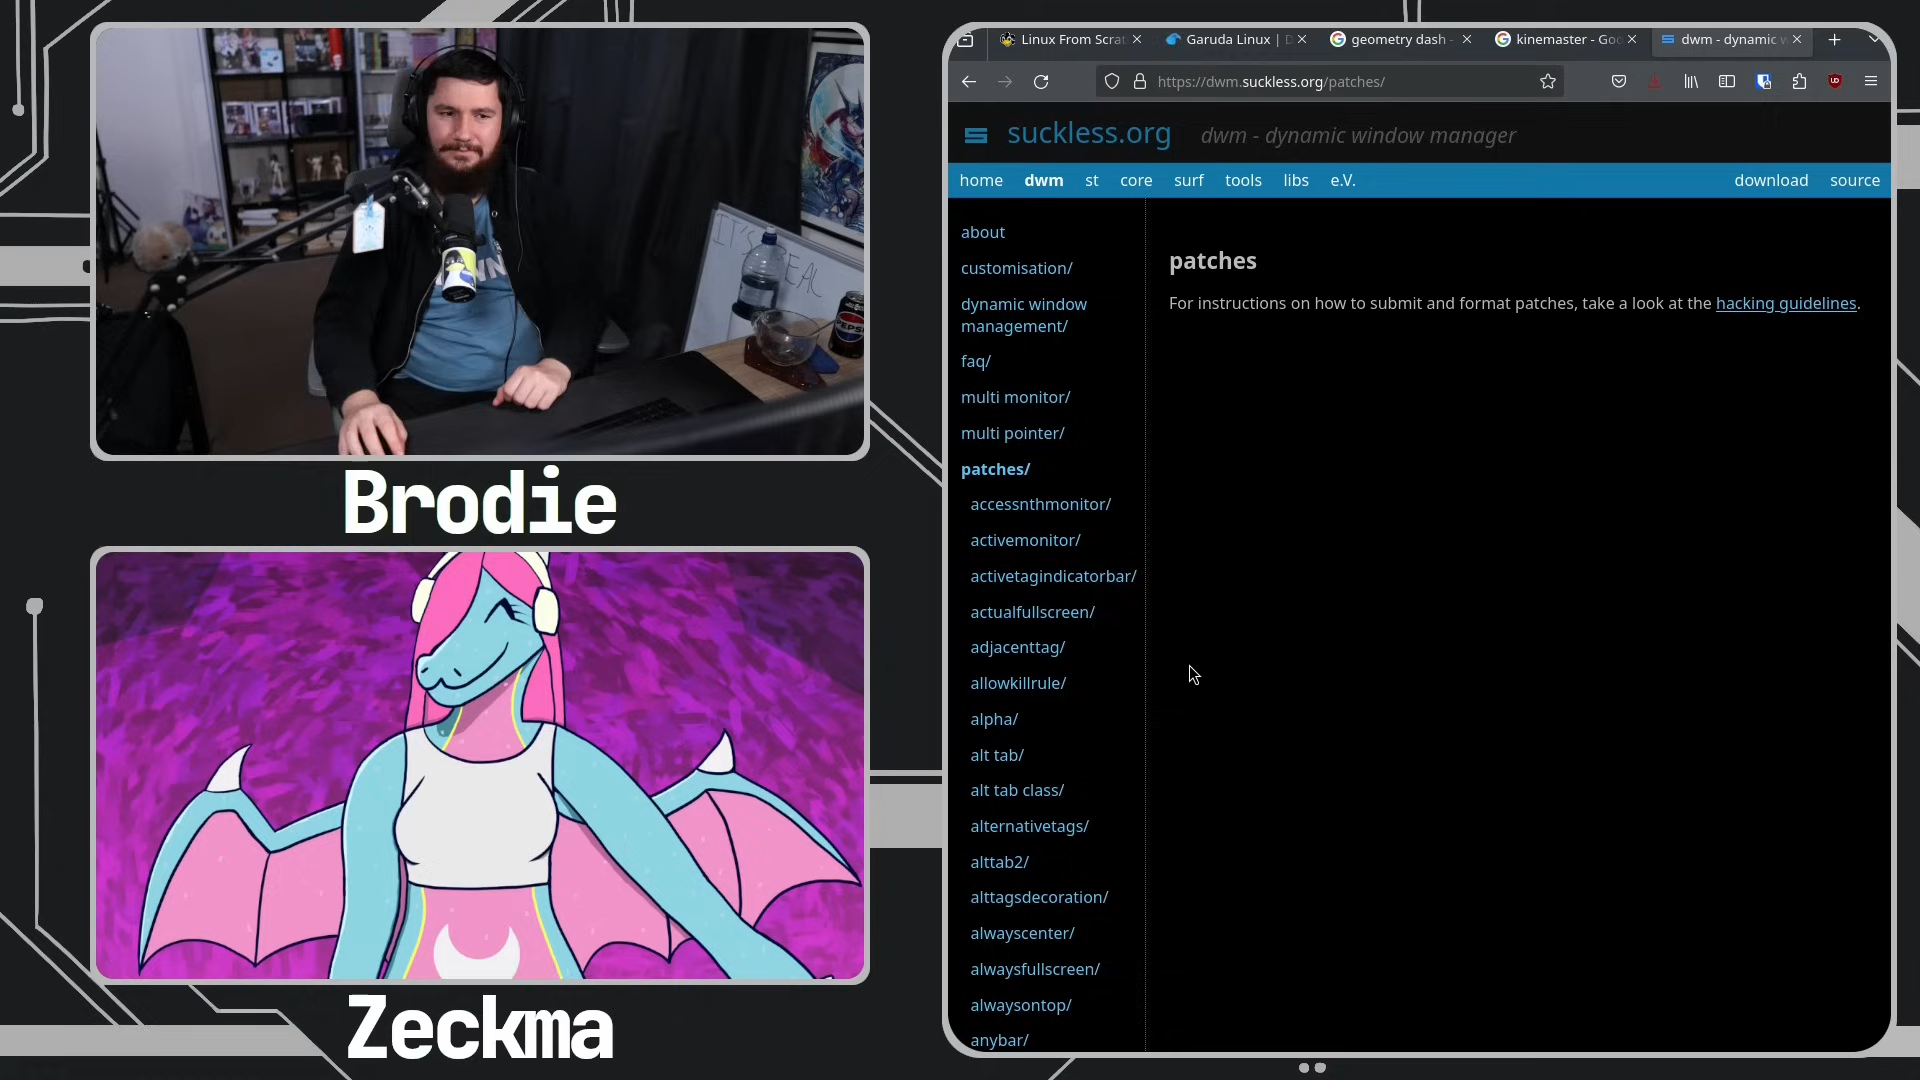 IT'S REAL
PEPSI
Brodie
Zeckma
Linux From Scrat
Garuda Linux | D
geometry dash -
kinemaster - Goo
dwm - dynamic w
https://dwm.suckless.org/patches/
suckless.org
dwm - dynamic window manager
home dwm st core surf tools libs e.V. download source
about
customisation/
dynamic window
management/
faq/
multi monitor/
multi pointer/
patches/
accessnthmonitor/
activemonitor/
activetagindicatorbar/
actualfullscreen/
adjacenttag/
allowkillrule/
alpha/
alt tab/
alt tab class/
alternativetags/
alttab2/
alttagsdecoration/
alwayscenter/
alwaysfullscreen/
alwaysontop/
anybar/
patches
For instructions on how to submit and format patches, take a look at the hacking guidelines.